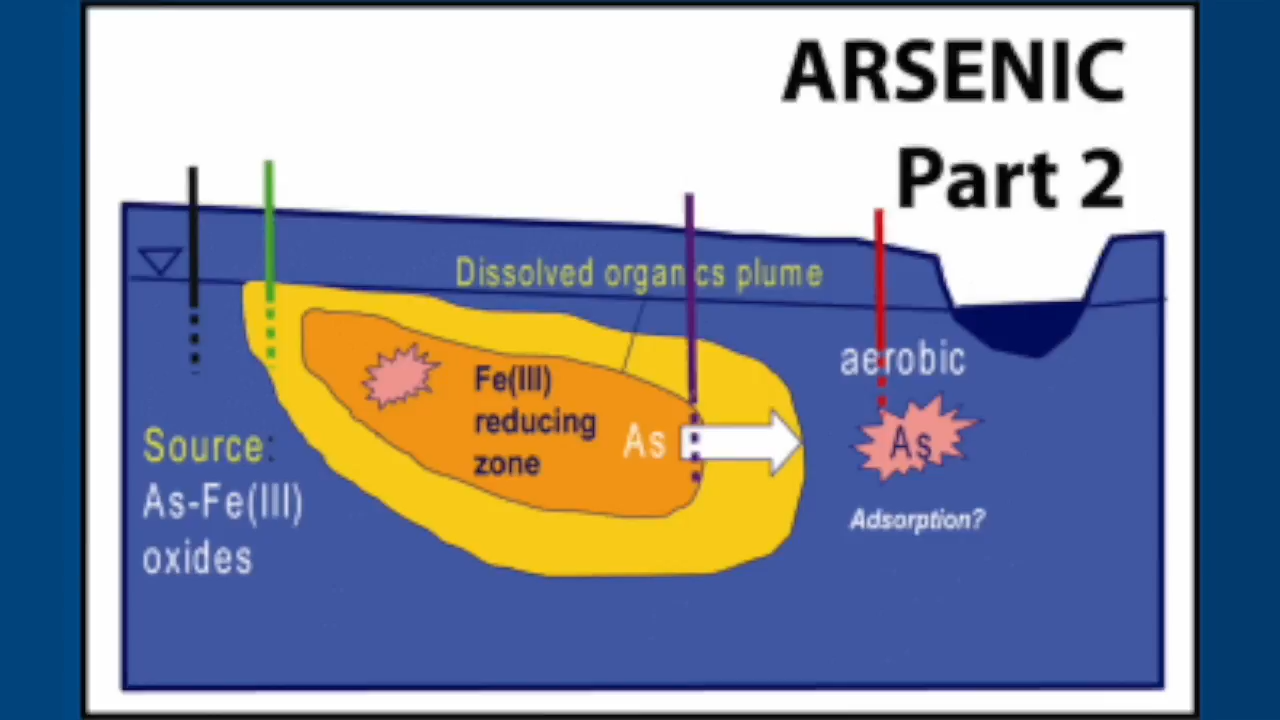 ARSENIC
Part 2
Dissolved organics plume
aerobic
Fe(III)
reducing
zone
As
As
Source:
As-Fe(III)
oxides
Adsorption?